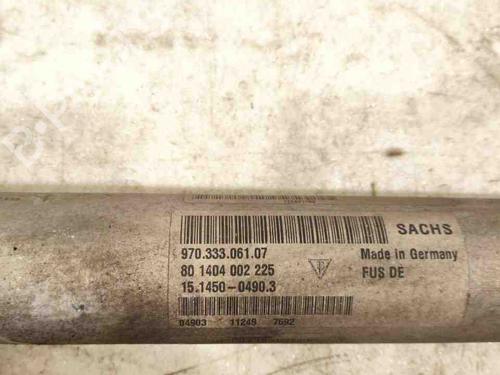 SACHS
970.333.061.07
Made in Germany
80 1404 002 225
FUS DE
15.1450-0490.3
04903 11248 7692